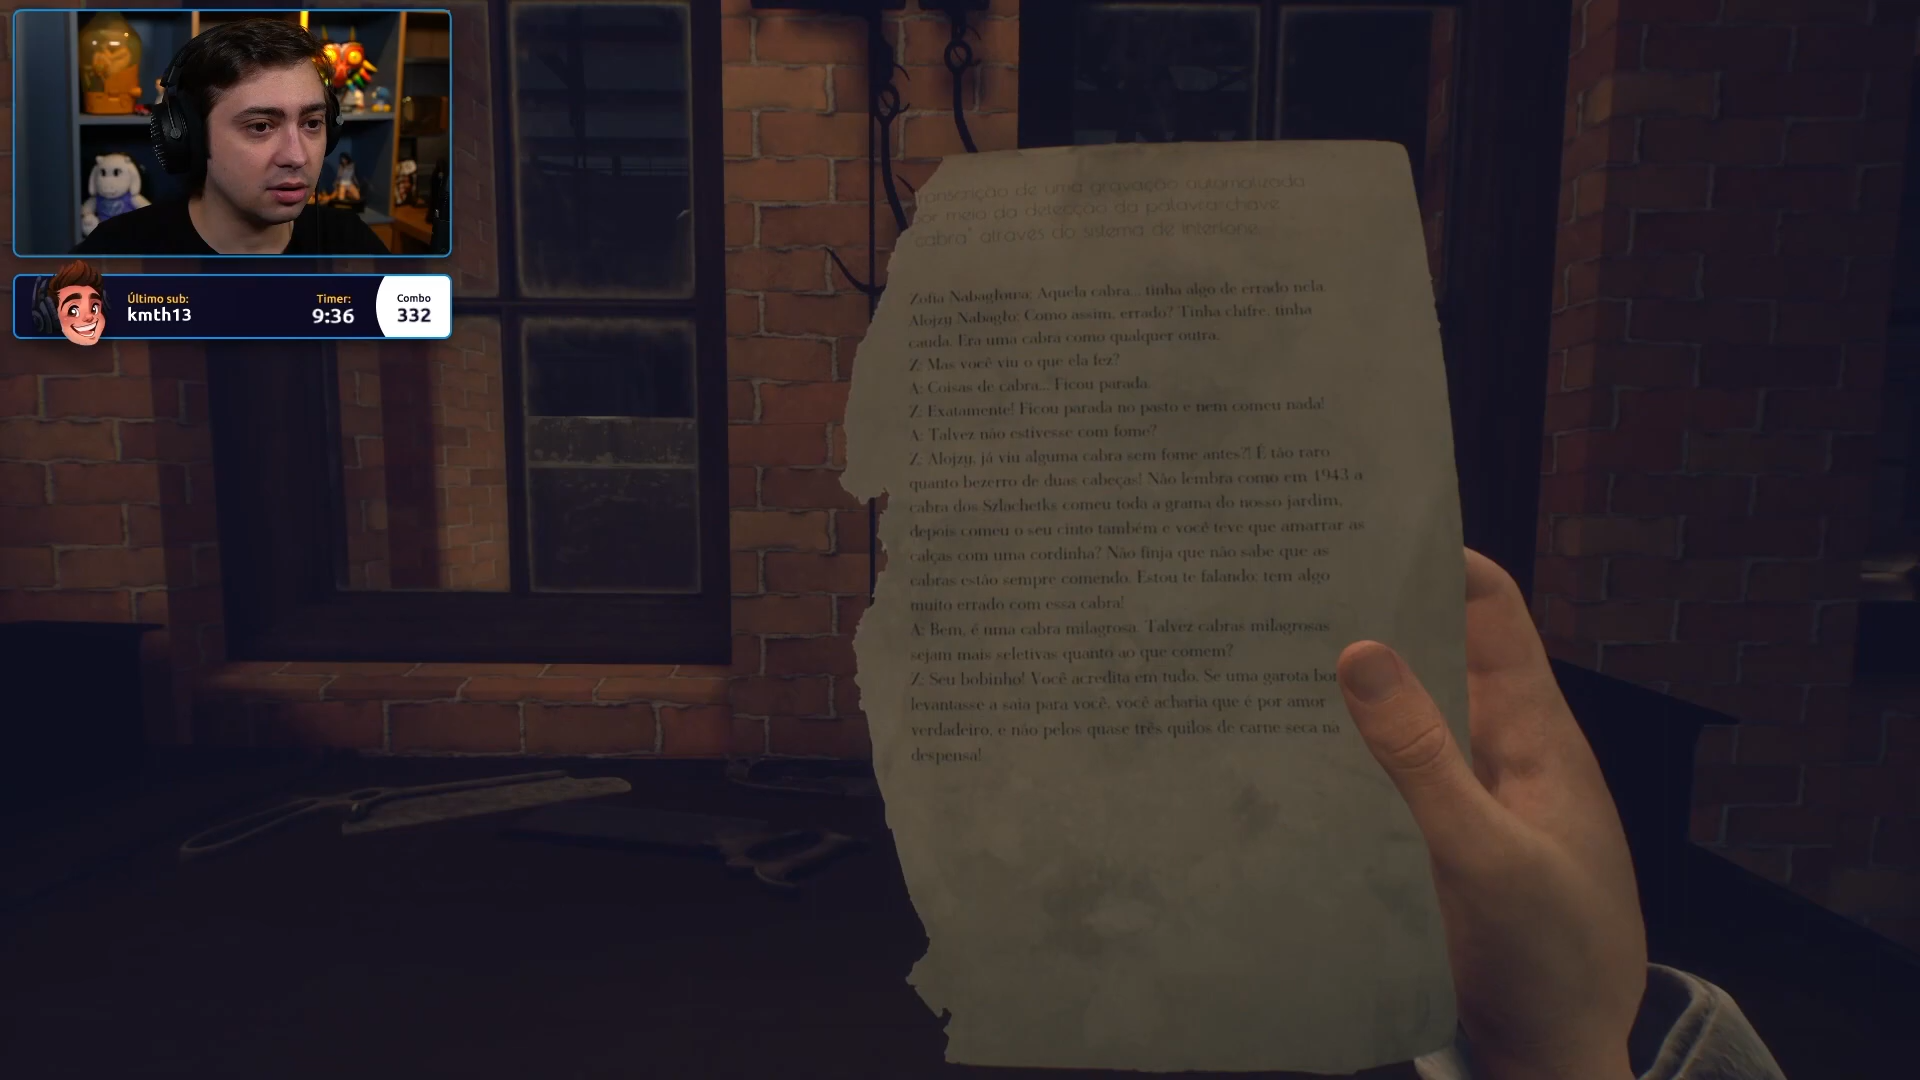 Último sub:
kmth13
Timer:
9:36
Combo
332
transcrição de uma gravação automatizada
por meio da detecção da palavra-chave
"cabra" através do sistema de interfone.
Zofia Nabagłowa: Aquela cabra... tinha algo de errado nela.
Alojzy Nabagło: Como assim, errado? Tinha chifre, tinha
cauda. Era uma cabra como qualquer outra.
Z: Mas você viu o que ela fez?
A: Coisas de cabra... Ficou parada.
Z: Exatamente! Ficou parada no pasto e nem comeu nada!
A: Talvez não estivesse com fome?
Z: Alojzy, já viu alguma cabra sem fome antes?! É tão raro
quanto bezerro de duas cabeças! Não lembra como em 1943 a
cabra dos Szlachetks comeu toda a grama do nosso jardim,
depois comeu o seu cinto também e você teve que amarrar as
calças com uma cordinha? Não finja que não sabe que as
cabras estão sempre comendo. Estou te falando: tem algo
muito errado com essa cabra!
A: Bem, é uma cabra milagrosa. Talvez cabras milagrosas
sejam mais seletivas quanto ao que comem?
Z: Seu bobinho! Você acredita em tudo. Se uma garota
levantasse a saia para você, você acharia que é por amor
verdadeiro, e não pelos quase três quilos de carne seca na
despensa!